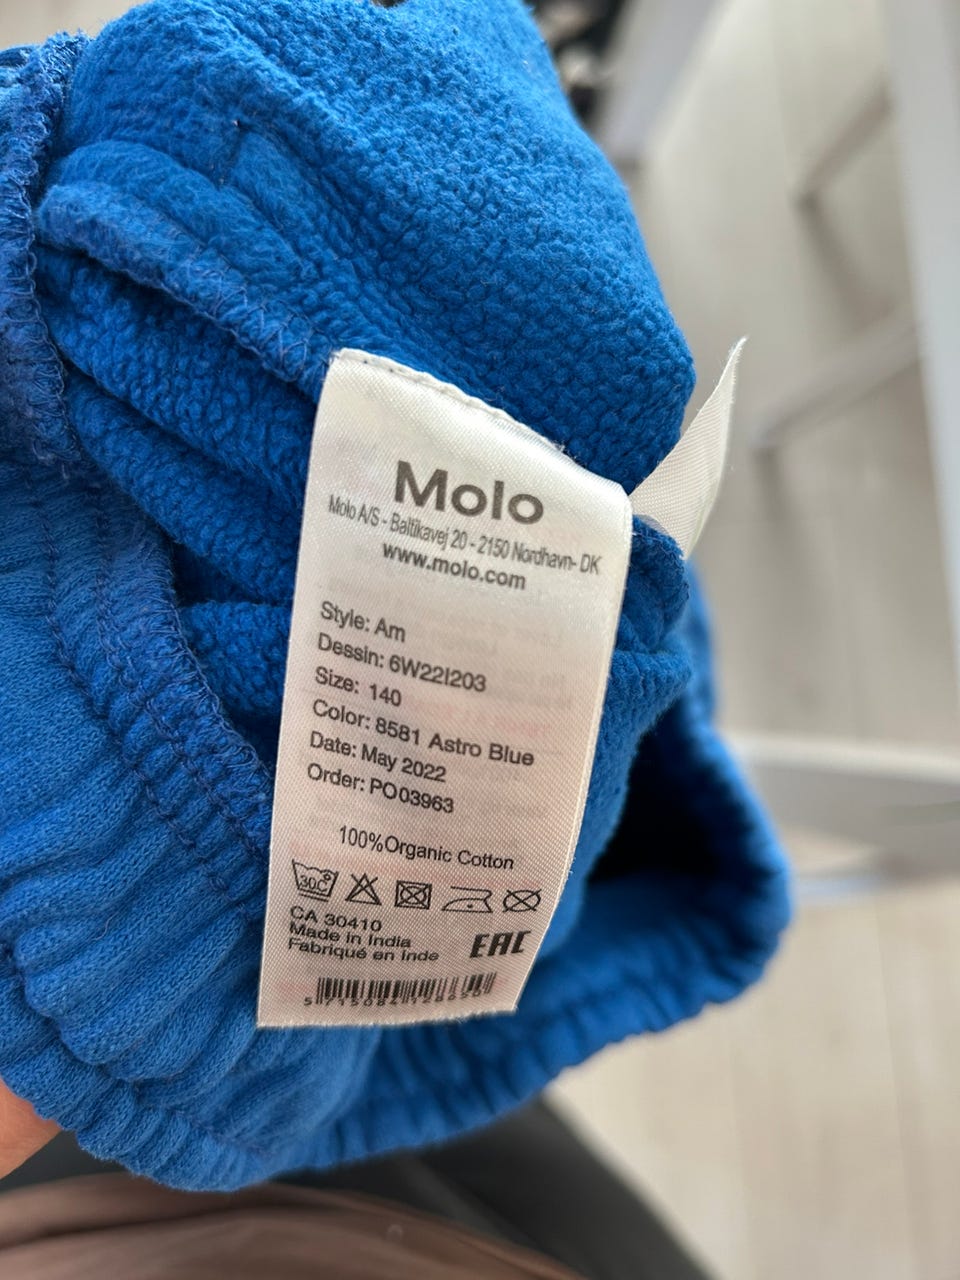 Molo
Molo A/S - Baltikavej 20 - 2150 Nordhavn- DK
www.molo.com
Style: Am
Dessin: 6W22I203
Size: 140
Color: 8581 Astro Blue
Date: May 2022
Order: PO03963
100%Organic Cotton
30C
CA 30410
Made in India
Fabriqué en Inde
EAC